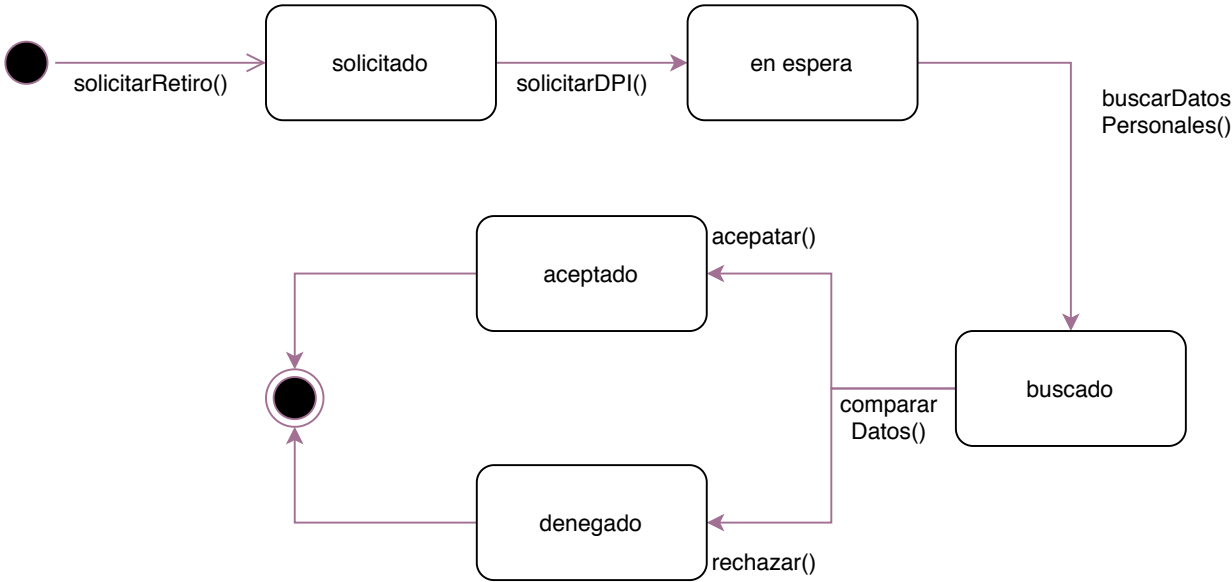 solicitado
en espera
solicitarRetiro()
solicitarDPI()
buscarDatos
Personales()
acepatar()
aceptado
buscado
comparar
Datos()
denegado
rechazar()